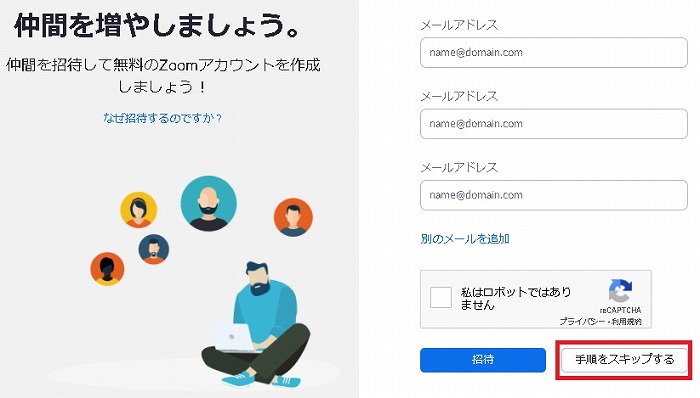 仲間を増やしましょう。
仲間を招待して無料のZoomアカウントを作成
しましょう！
なぜ招待するのですか？
メールアドレス
name@domain.com
メールアドレス
name@domain.com
メールアドレス
name@domain.com
別のメールを追加
私はロボットではあり
ません
reCAPTCHA
プライバシー・利用規約
招待
手順をスキップする